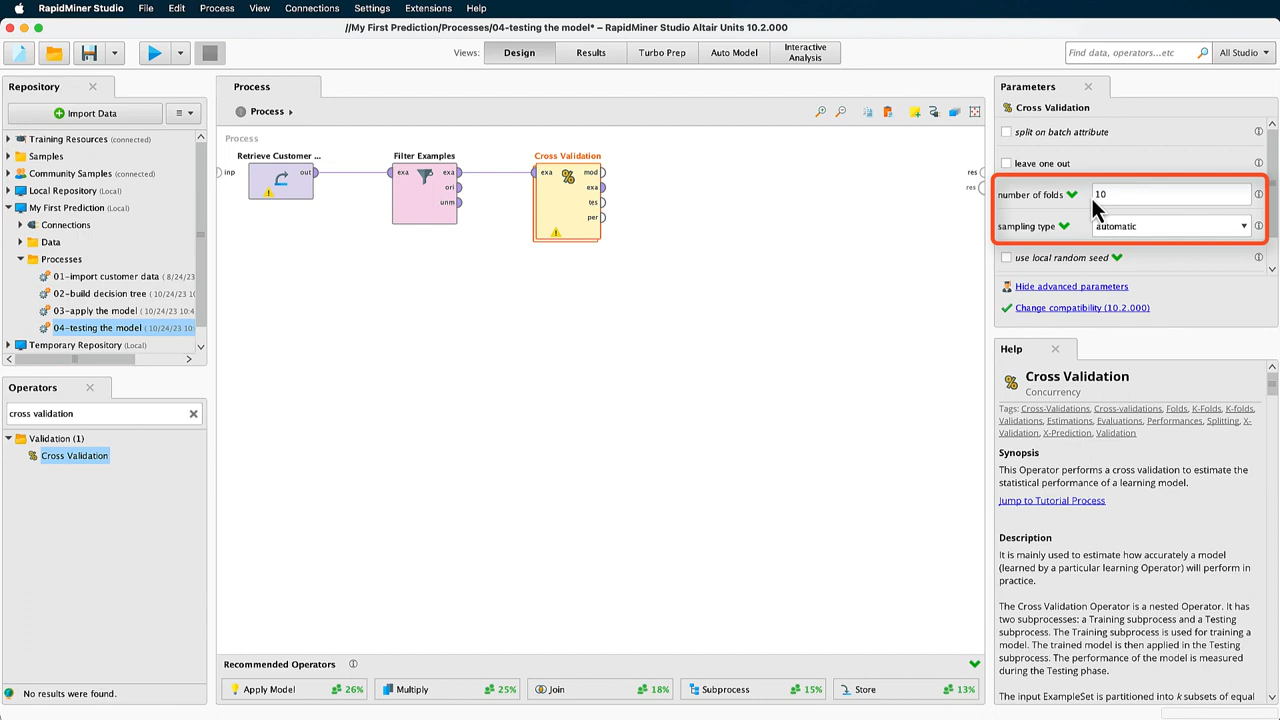 RapidMiner Studio File Edit Process View Connections Settings Extensions Help
//My First Prediction/Processes/04-testing the model* – RapidMiner Studio Altair Units 10.2.000
Views: Design Results Turbo Prep Auto Model Interactive Analysis Find data, operators...etc All Studio
Repository
Import Data
Training Resources (connected)
Samples
Community Samples (connected)
Local Repository (Local)
My First Prediction (Local)
Connections
Data
Processes
01-import customer data (8/24/23
02-build decision tree (10/24/23 10
03-apply the model (10/24/23 10:4
04-testing the model (10/24/23 10:
Temporary Repository (Local)
Operators
cross validation
Validation (1)
Cross Validation
No results were found.
Process
Process
Process
Retrieve Customer ...
Filter Examples
Cross Validation
inp
out
exa
exa
ori
unm
exa
mod
exa
tes
per
res
res
Recommended Operators
Apply Model 26%
Multiply 25%
Join 18%
Subprocess 15%
Store 13%
Parameters
Cross Validation
split on batch attribute
leave one out
number of folds 10
sampling type automatic
use local random seed
Hide advanced parameters
Change compatibility (10.2.000)
Help
Cross Validation
Concurrency
Tags: Cross-Validations, Cross-validations, Folds, K-Folds, K-folds,
Validations, Estimations, Evaluations, Performances, Splitting, X-
Validation, X-Prediction, Validation
Synopsis
This Operator performs a cross validation to estimate the
statistical performance of a learning model.
Jump to Tutorial Process
Description
It is mainly used to estimate how accurately a model
(learned by a particular learning Operator) will perform in
practice.
The Cross Validation Operator is a nested Operator. It has
two subprocesses: a Training subprocess and a Testing
subprocess. The Training subprocess is used for training a
model. The trained model is then applied in the Testing
subprocess. The performance of the model is measured
during the Testing phase.
The input ExampleSet is partitioned into k subsets of equal